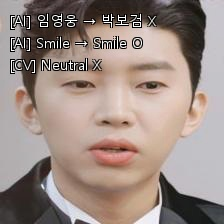 [AI] 임영웅 → 박보검 X
[AI] Smile → Smile O
[CV] Neutral X